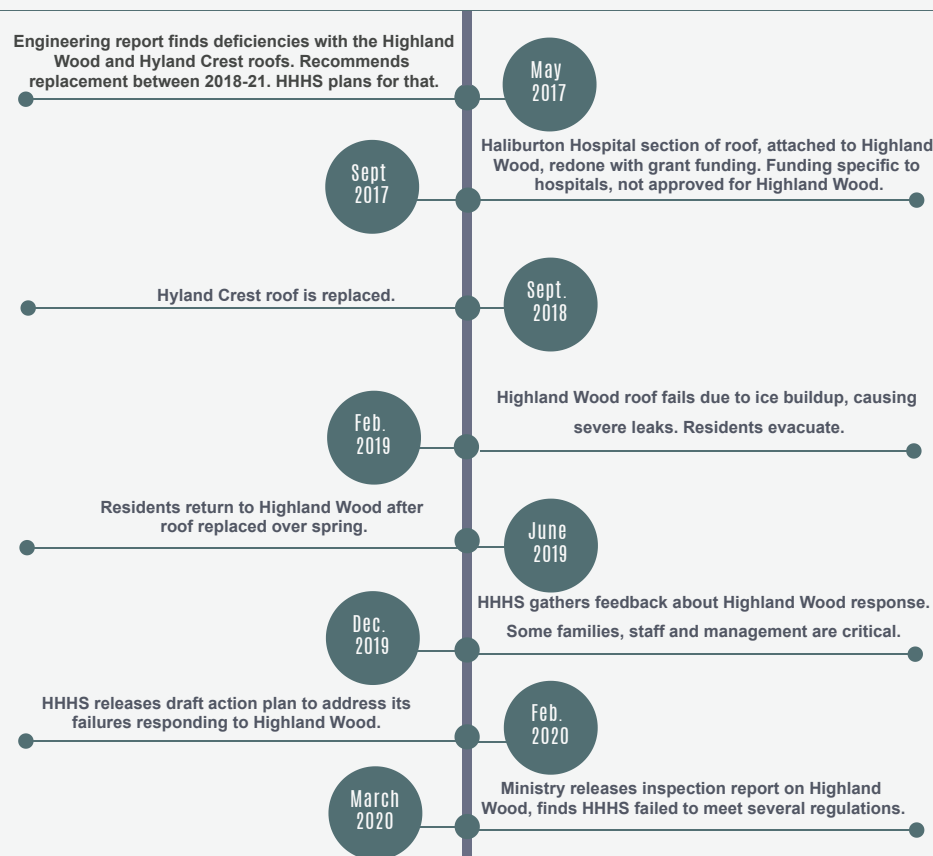 Engineering report finds deficiencies with the Highland
Wood and Hyland Crest roofs. Recommends
replacement between 2018-21. HHHS plans for that.
May
2017
Sept
2017
Haliburton Hospital section of roof, attached to Highland
Wood, redone with grant funding. Funding specific to
hospitals, not approved for Highland Wood.
Hyland Crest roof is replaced.
Sept.
2018
Feb.
2019
Highland Wood roof fails due to ice buildup, causing
severe leaks. Residents evacuate.
Residents return to Highland Wood after
roof replaced over spring.
June
2019
Dec.
2019
HHHS gathers feedback about Highland Wood response.
Some families, staff and management are critical.
HHHS releases draft action plan to address its
failures responding to Highland Wood.
Feb.
2020
March
2020
Ministry releases inspection report on Highland
Wood, finds HHHS failed to meet several regulations.